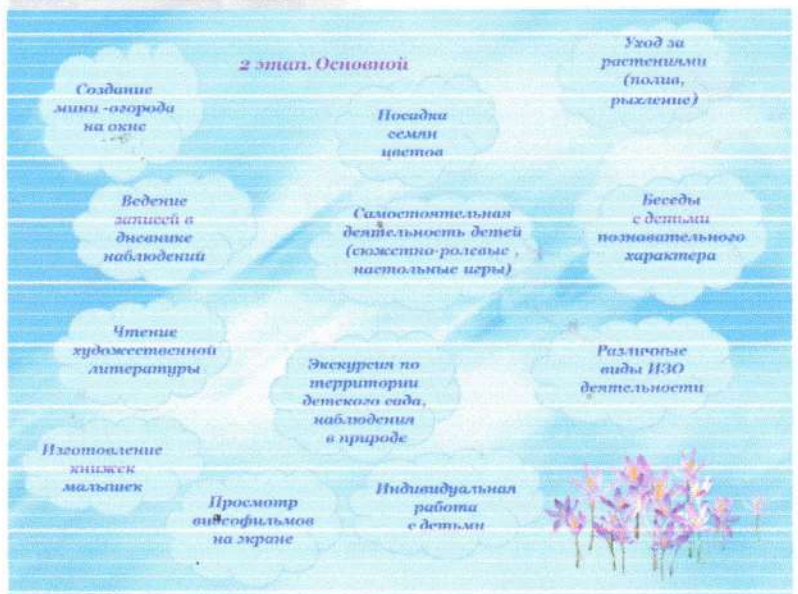 2 этап. Основной
Создание
мини -огорода
на окне
Посадка
семян
цветов
Уход за
растениями
(полив,
рыхление)
Ведение
записей в
дневнике
наблюдений
Самостоятельная
деятельность детей
(сюжетно-ролевые ,
настольные игры)
Беседы
с детьми
познавательного
характера
Чтение
художественной
литературы
Экскурсия по
территории
детского сада,
наблюдения
в природе
Различные
виды ИЗО
деятельности
Изготовление
книжек
малышек
Просмотр
видеофильмов
на экране
Индивидуальная
работа
с детьми